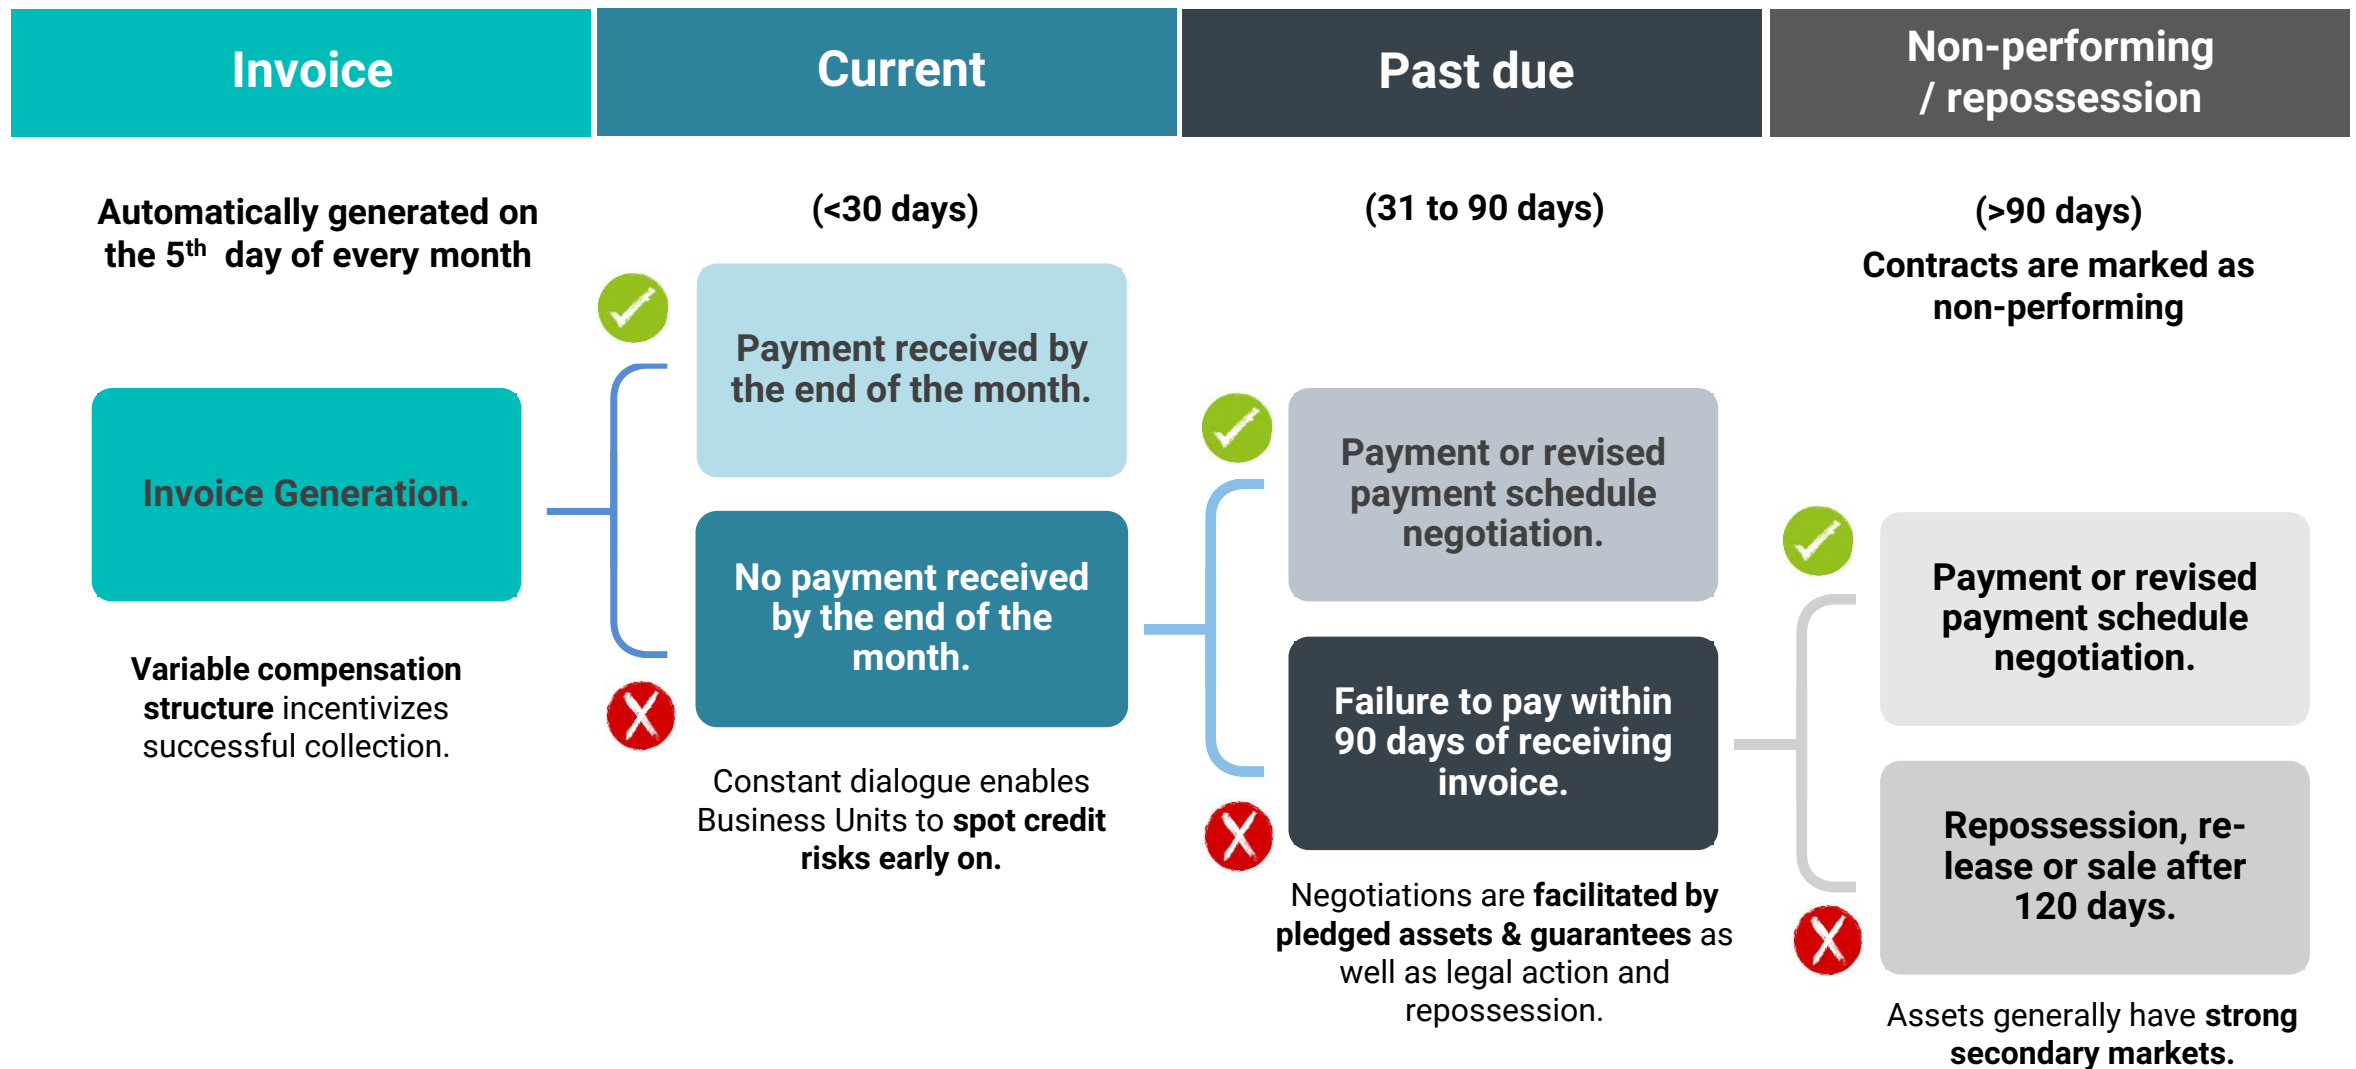 Invoice
Automatically generated on
the 5th day of every month
Invoice Generation.
Variable compensation
structure incentivizes
successful collection.
Current
(<30 days)
Payment received by
the end of the month.
No payment received
by the end of the
month.
Constant dialogue enables
Business Units to spot credit
risks early on.
Past due
(31 to 90 days)
Payment or revised
payment schedule
negotiation.
Failure to pay within
90 days of receiving
invoice.
Negotiations are facilitated by
pledged assets & guarantees as
well as legal action and
repossession.
Non-performing
/ repossession
(>90 days)
Contracts are marked as
non-performing
Payment or revised
payment schedule
negotiation.
Repossession, re-
lease or sale after
120 days.
Assets generally have strong
secondary markets.